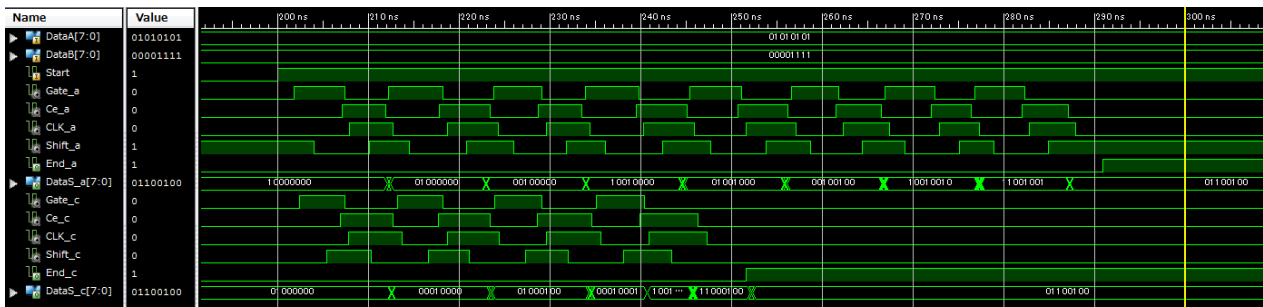 Name Value 200 ns 210 ns 220 ns 230 ns 240 ns 250 ns 260 ns 270 ns 280 ns 290 ns 300 ns
DataA[7:0] 01010101 01010101
DataB[7:0] 00001111 00001111
Start 1
Gate_a 0
Ce_a 0
CLK_a 0
Shift_a 1
End_a 1
DataS_a[7:0] 01100100 10000000 01000000 00100000 10010000 01001000 00100100 10010010 1001001 01100100
Gate_c 0
Ce_c 0
CLK_c 0
Shift_c 0
End_c 1
DataS_c[7:0] 01100100 01000000 00010000 01000100 00010001 1001 ··· 11000100 01100100